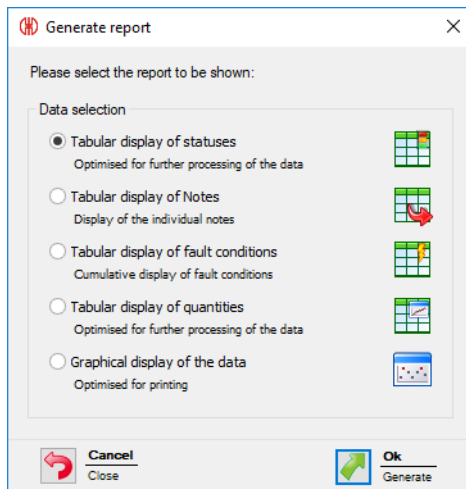 Generate report
Please select the report to be shown:
Data selection
Tabular display of statuses
Optimised for further processing of the data
Tabular display of Notes
Display of the individual notes
Tabular display of fault conditions
Cumulative display of fault conditions
Tabular display of quantities
Optimised for further processing of the data
Graphical display of the data
Optimised for printing
Cancel
Close
Ok
Generate